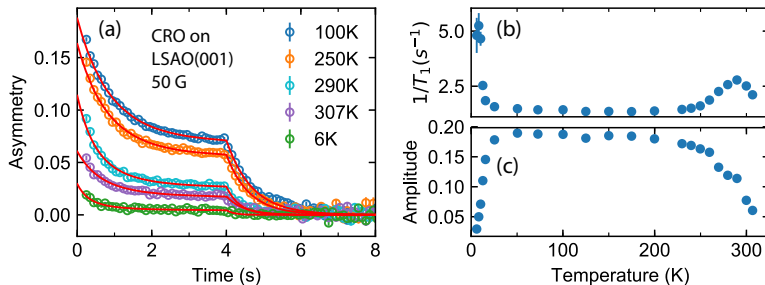 (a)
CRO on
LSAO(001)
50 G
100K
250K
290K
307K
6K
Asymmetry
0.15
0.10
0.05
0.00
0
2
4
6
8
Time (s)
(b)
1/T₁(s⁻¹)
5.0
2.5
(c)
Amplitude
0.20
0.15
0.10
0.05
0
100
200
300
Temperature (K)